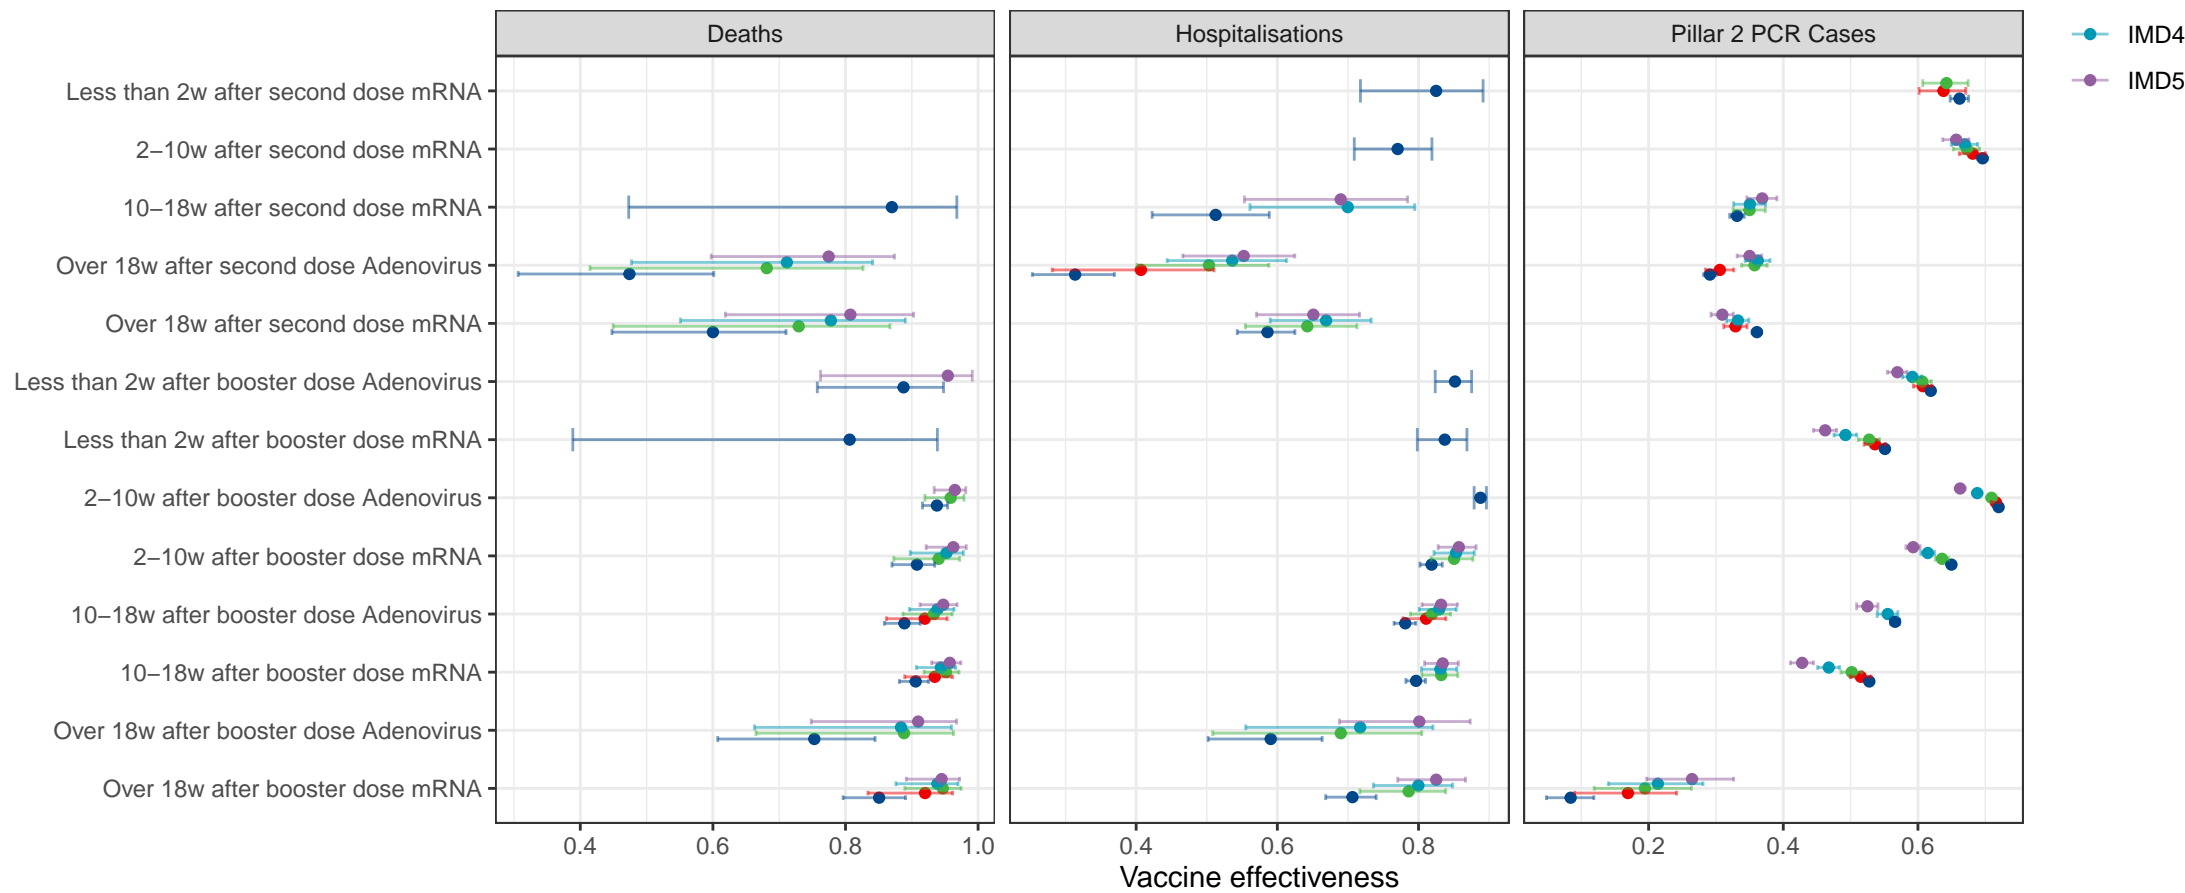 Deaths
Hospitalisations
Pillar 2 PCR Cases
IMD4
IMD5
Less than 2w after second dose mRNA
2–10w after second dose mRNA
10–18w after second dose mRNA
Over 18w after second dose Adenovirus
Over 18w after second dose mRNA
Less than 2w after booster dose Adenovirus
Less than 2w after booster dose mRNA
2–10w after booster dose Adenovirus
2–10w after booster dose mRNA
10–18w after booster dose Adenovirus
10–18w after booster dose mRNA
Over 18w after booster dose Adenovirus
Over 18w after booster dose mRNA
0.4 0.6 0.8 1.0 0.4 0.6 0.8 0.2 0.4 0.6
Vaccine effectiveness